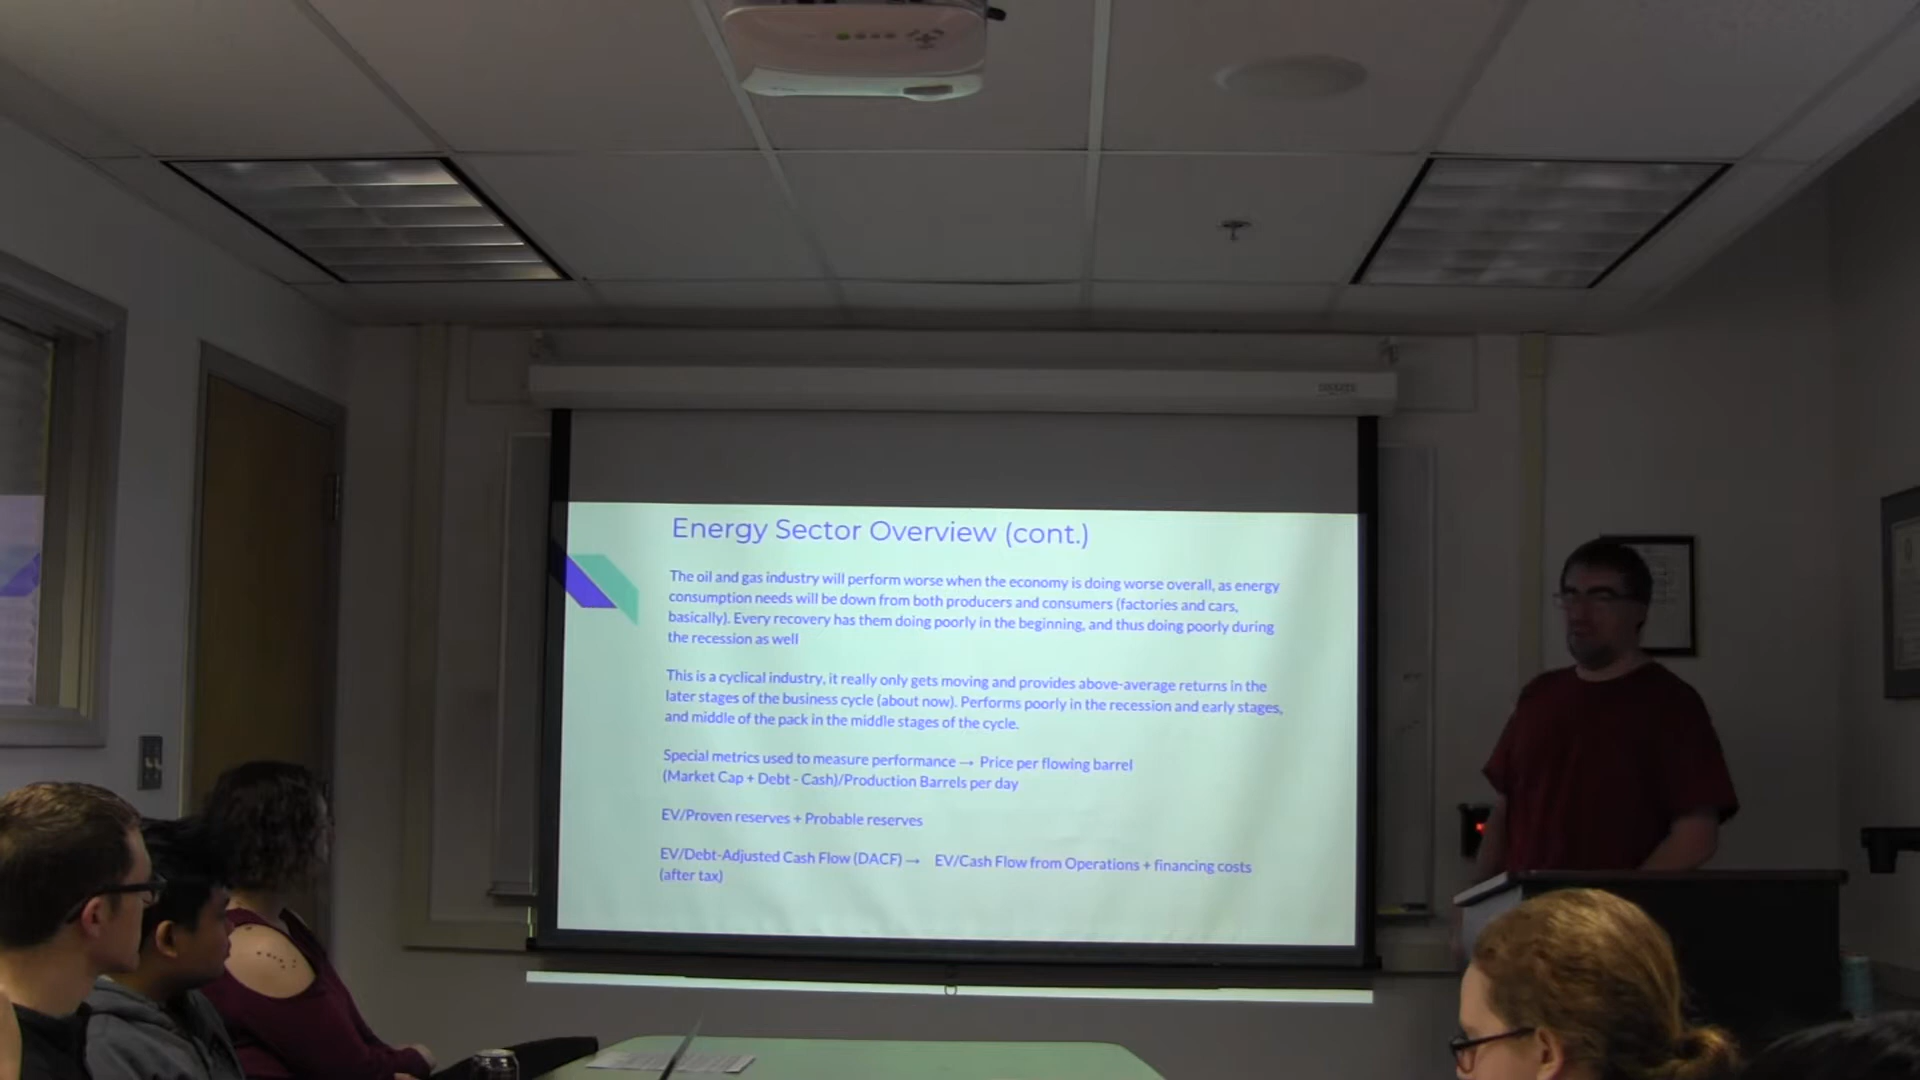 Energy Sector Overview (cont.)
The oil and gas industry will perform worse when the economy is doing worse overall, as energy
consumption needs will be down from both producers and consumers (factories and cars,
basically). Every recovery has them doing poorly in the beginning, and thus doing poorly during
the recession as well
This is a cyclical industry, it really only gets moving and provides above-average returns in the
later stages of the business cycle (about now). Performs poorly in the recession and early stages,
and middle of the pack in the middle stages of the cycle.
Special metrics used to measure performance → Price per flowing barrel
(Market Cap + Debt - Cash)/Production Barrels per day
EV/Proven reserves + Probable reserves
EV/Debt-Adjusted Cash Flow (DACF) → EV/Cash Flow from Operations + financing costs
(after tax)